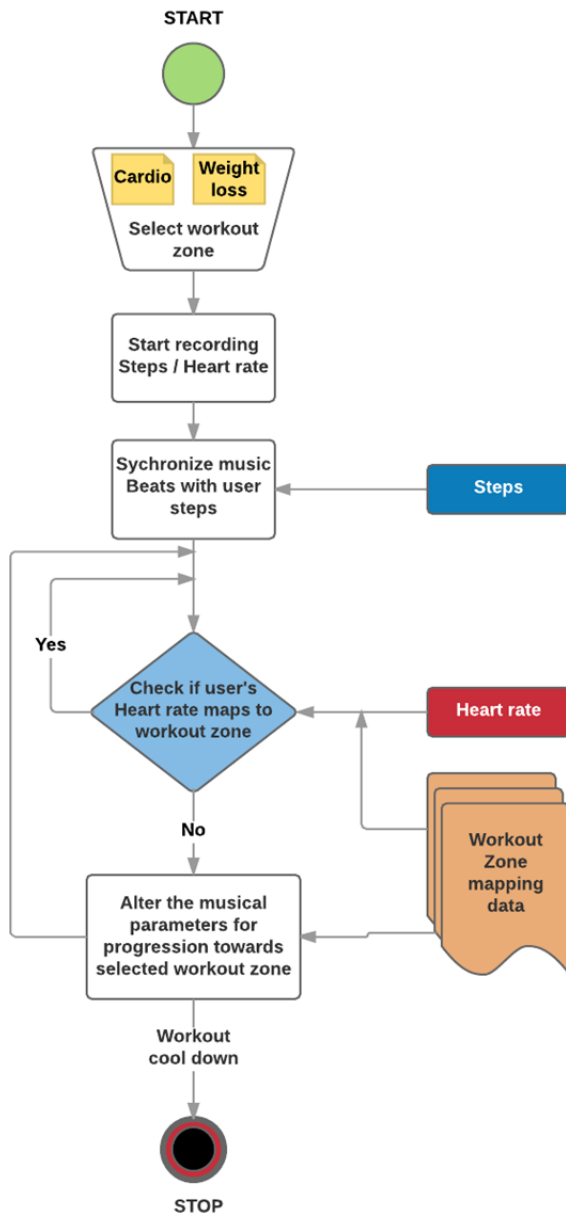 START
Cardio
Weight
loss
Select workout
zone
Start recording
Steps / Heart rate
Sychronize music
Beats with user
steps
Steps
Yes
Check if user's
Heart rate maps to
workout zone
Heart rate
No
Workout
Zone
mapping
data
Alter the musical
parameters for
progression towards
selected workout zone
Workout
cool down
STOP